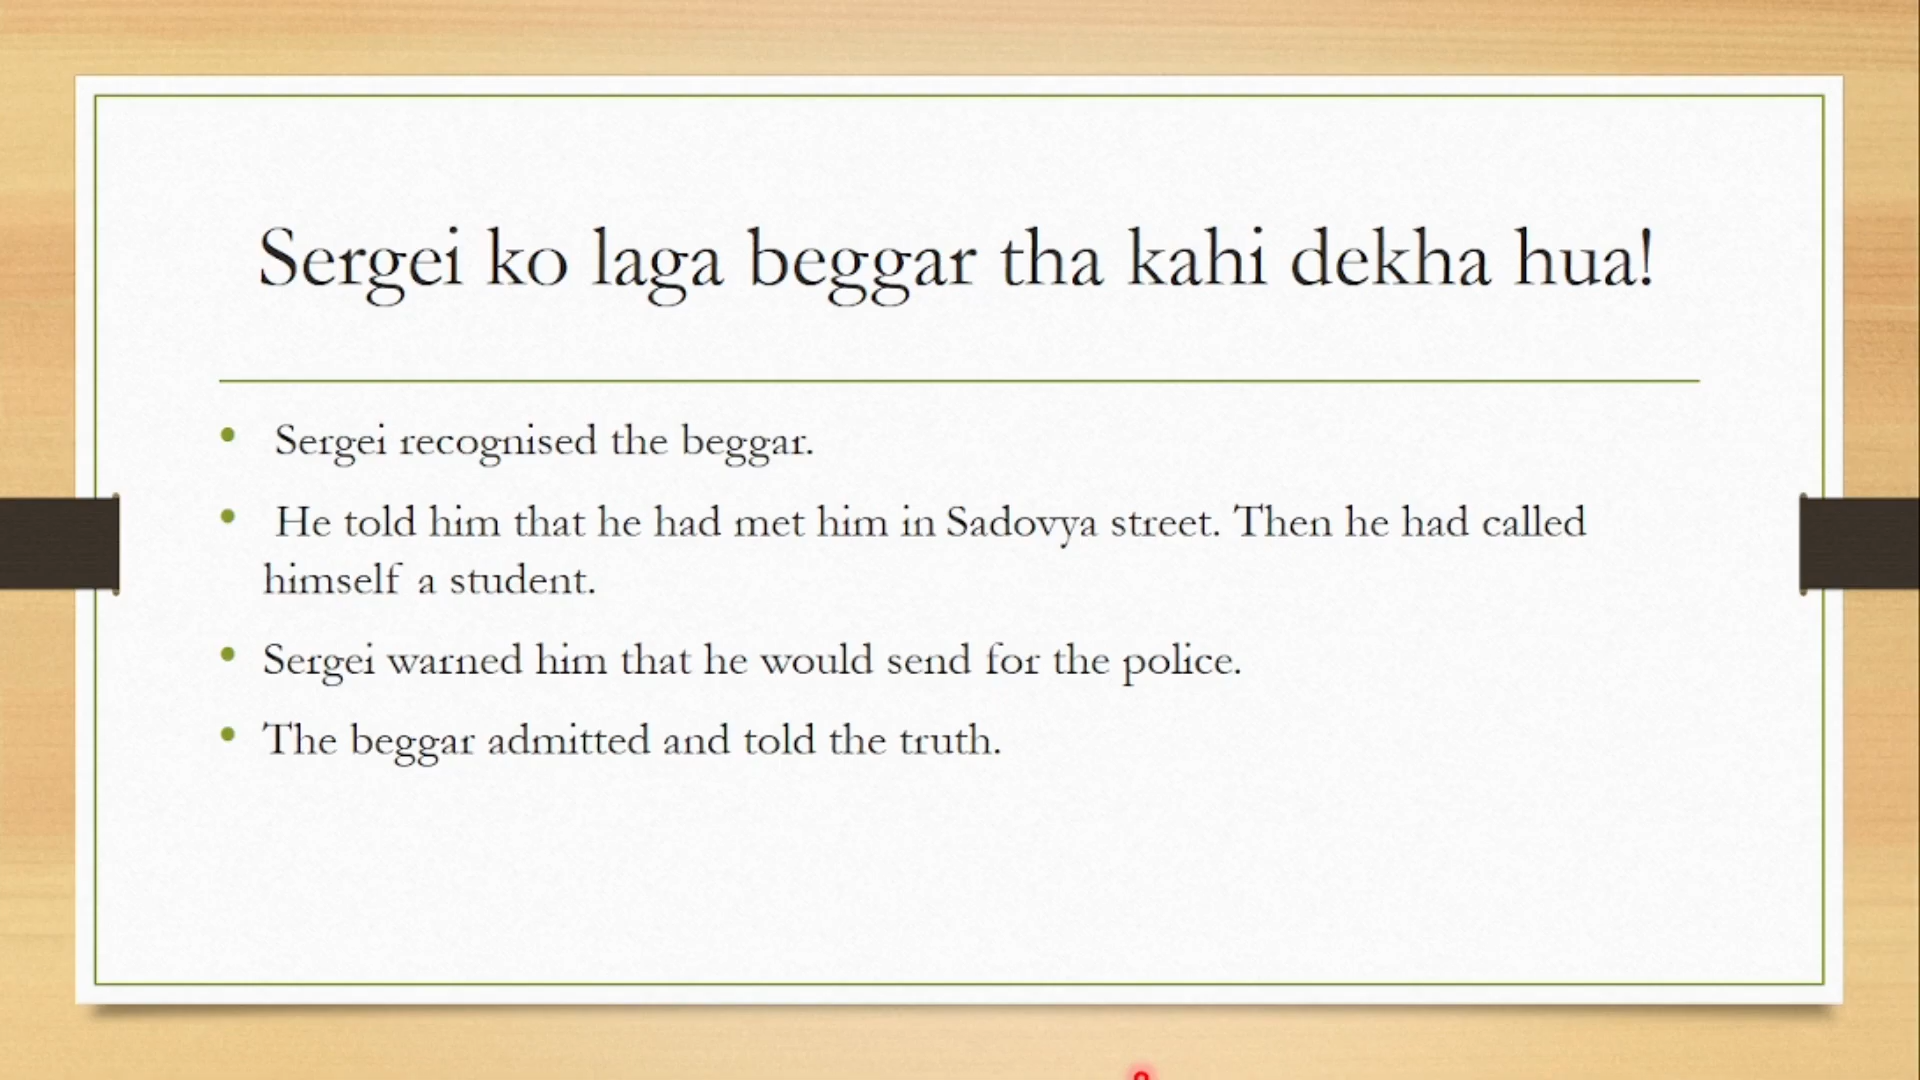 Sergei ko laga beggar tha kahi dekha hua!
• Sergei recognised the beggar.
• He told him that he had met him in Sadovya street. Then he had called
himself a student.
• Sergei warned him that he would send for the police.
• The beggar admitted and told the truth.